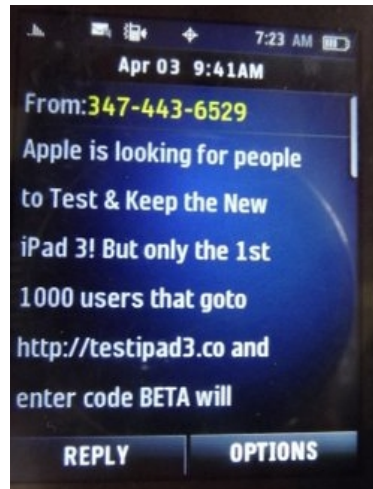 7:23 AM
Apr 03 9:41AM
From:347-443-6529
Apple is looking for people
to Test & Keep the New
iPad 3! But only the 1st
1000 users that goto
http://testipad3.co and
enter code BETA will
REPLY OPTIONS